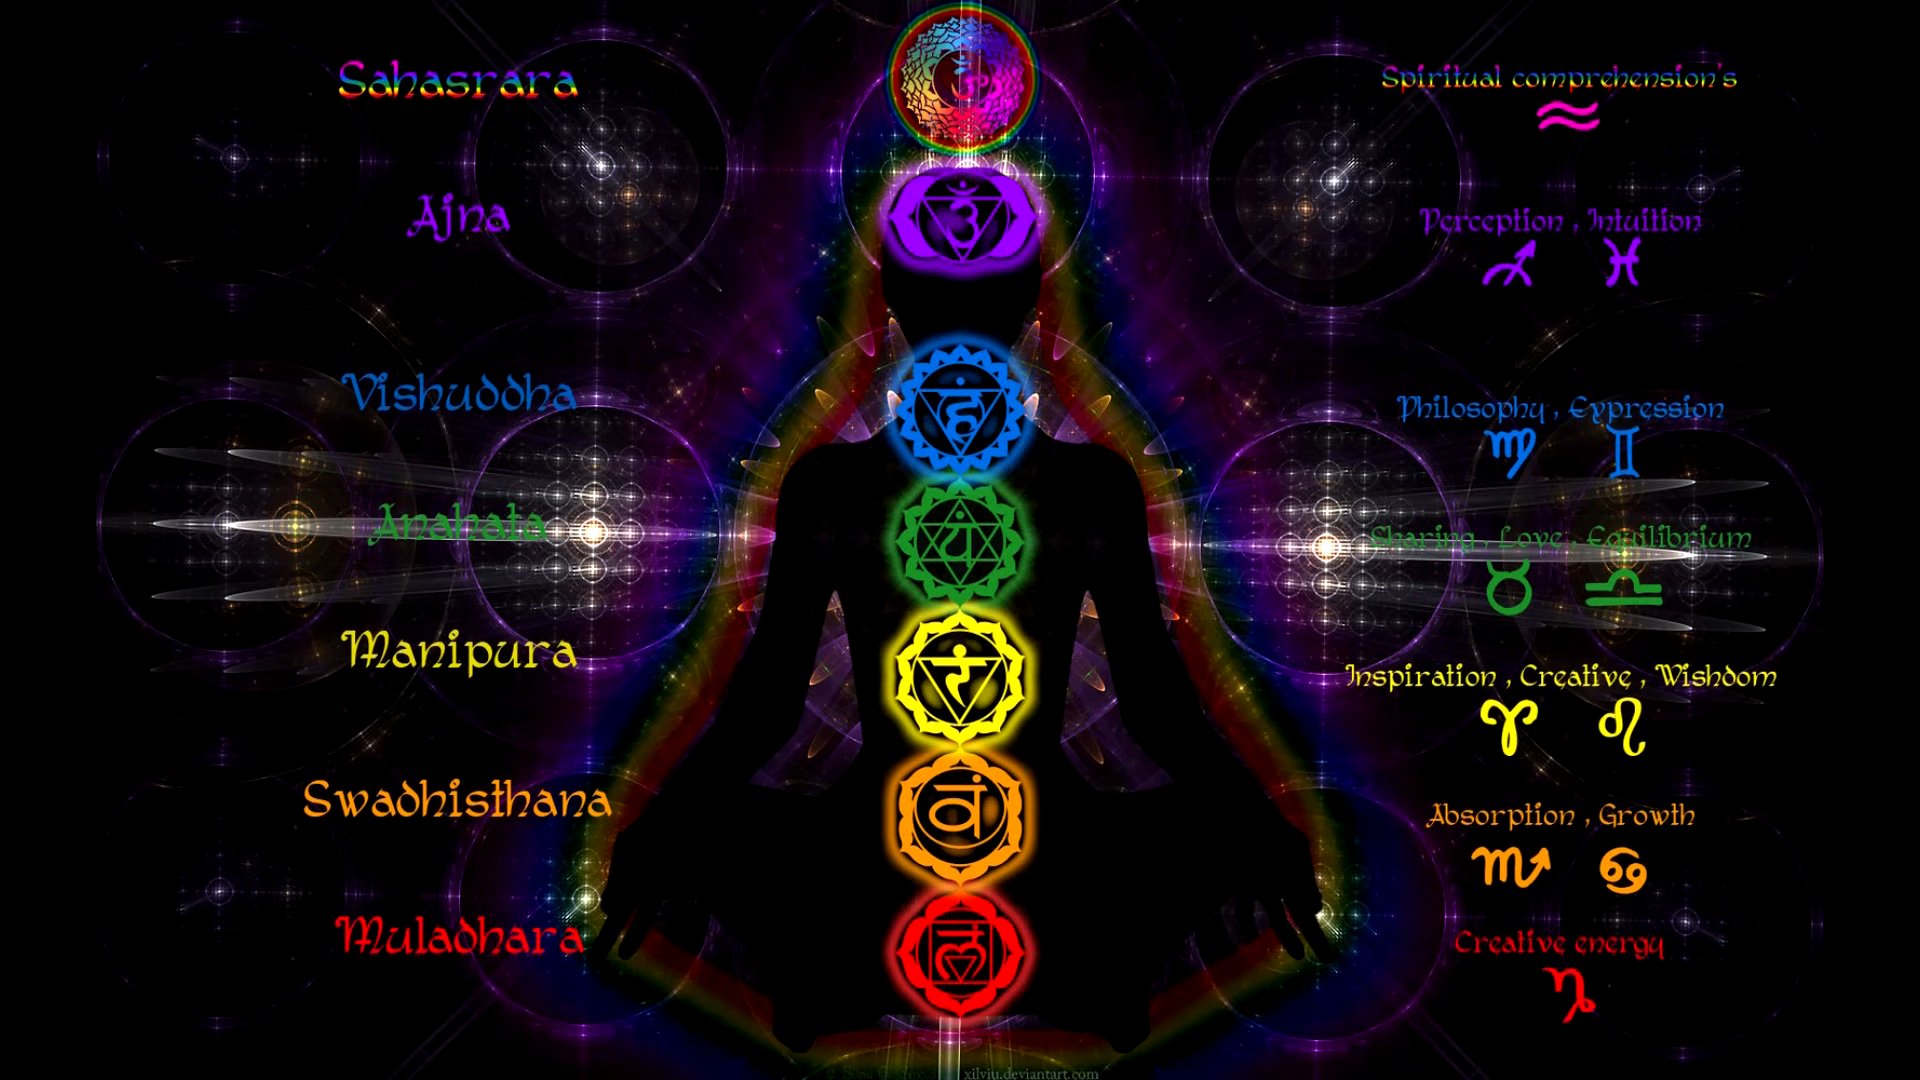 Sahasrara
Spiritual comprehension's
Ajna
Perception , Intuition
Vishuddha
Philosophy , Eypression
Anahata
Sharing , Love , Equilibrium
Manipura
Inspiration , Creative , Wishdom
Swadhisthana
Absorption , Growth
Muladhara
Creative energy
ॐ
हं
यं
रं
वं
लं
xilviu.deviantart.com